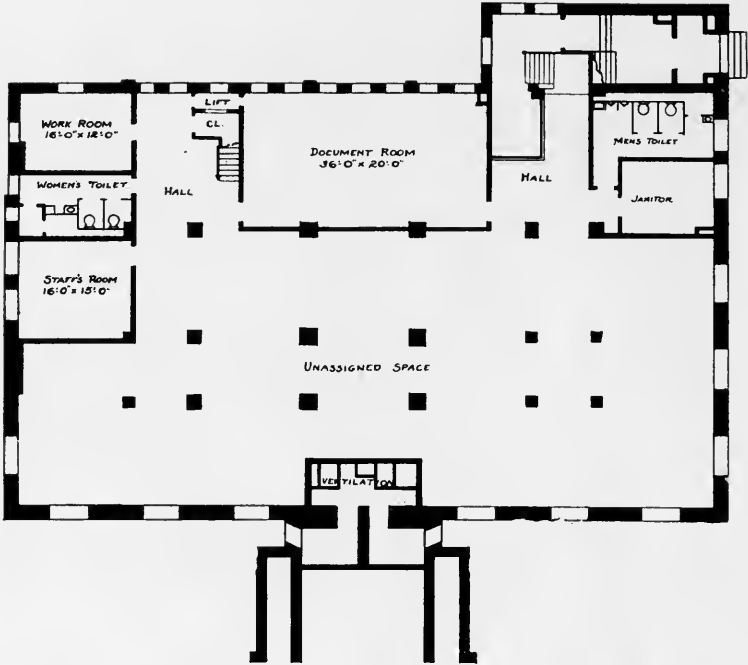 LIFT
CL.
WORK ROOM
16'-0" x 12'-0"
DOCUMENT ROOM
36'-0" x 20'-0"
MENS TOILET
WOMEN'S TOILET
HALL
HALL
JANITOR
STAFF'S ROOM
16'-0" x 15'-0"
UNASSIGNED SPACE
VENTILATION